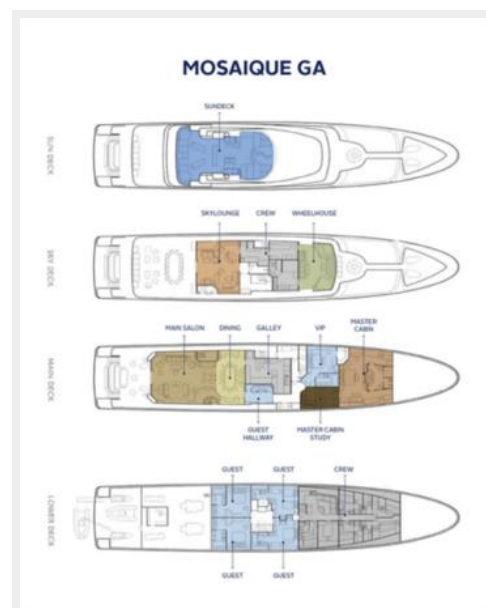 MOSAIQUE GA
SUNDECK
SUN DECK
SKYLOUNGE CREW WHEELHOUSE
SKY DECK
MASTER
CABIN
MAIN SALON DINING GALLEY VIP
MAIN DECK
GUEST
HALLWAY
MASTER CABIN
STUDY
GUEST GUEST CREW
LOWER DECK
GUEST GUEST